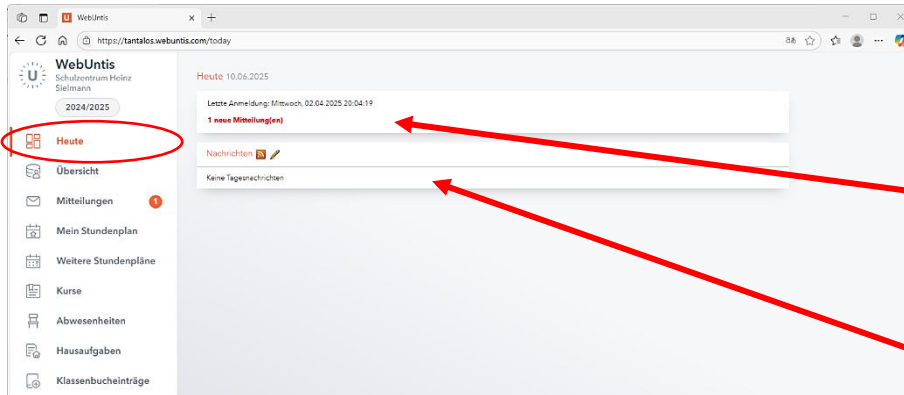 WebUntis
https://tantalos.webuntis.com/today
WebUntis
Schulzentrum Heinz
Sielmann
2024/2025
Heute
Übersicht
Mitteilungen 1
Mein Stundenplan
Weitere Stundenpläne
Kurse
Abwesenheiten
Hausaufgaben
Klassenbucheinträge
Heute 10.06.2025
Letzte Anmeldung: Mittwoch, 02.04.2025 20:04:19
1 neue Mitteilung(en)
Nachrichten
Keine Tagesnachrichten